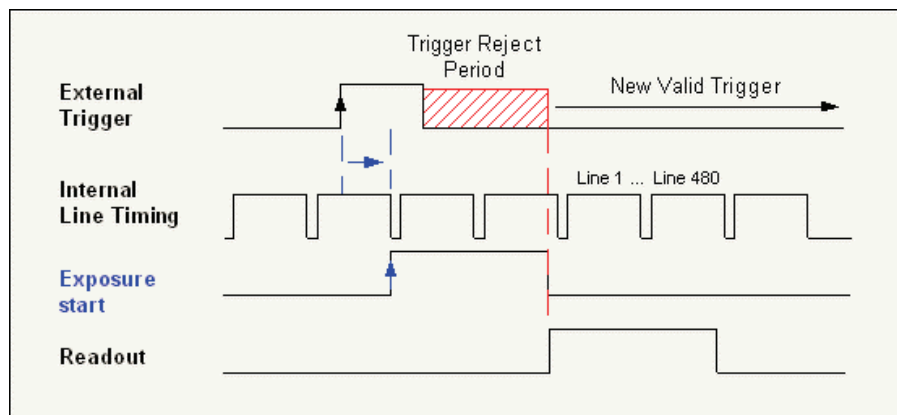 Trigger Reject
Period
External
Trigger
New Valid Trigger
Internal
Line Timing
Line 1 ... Line 480
Exposure
start
Readout